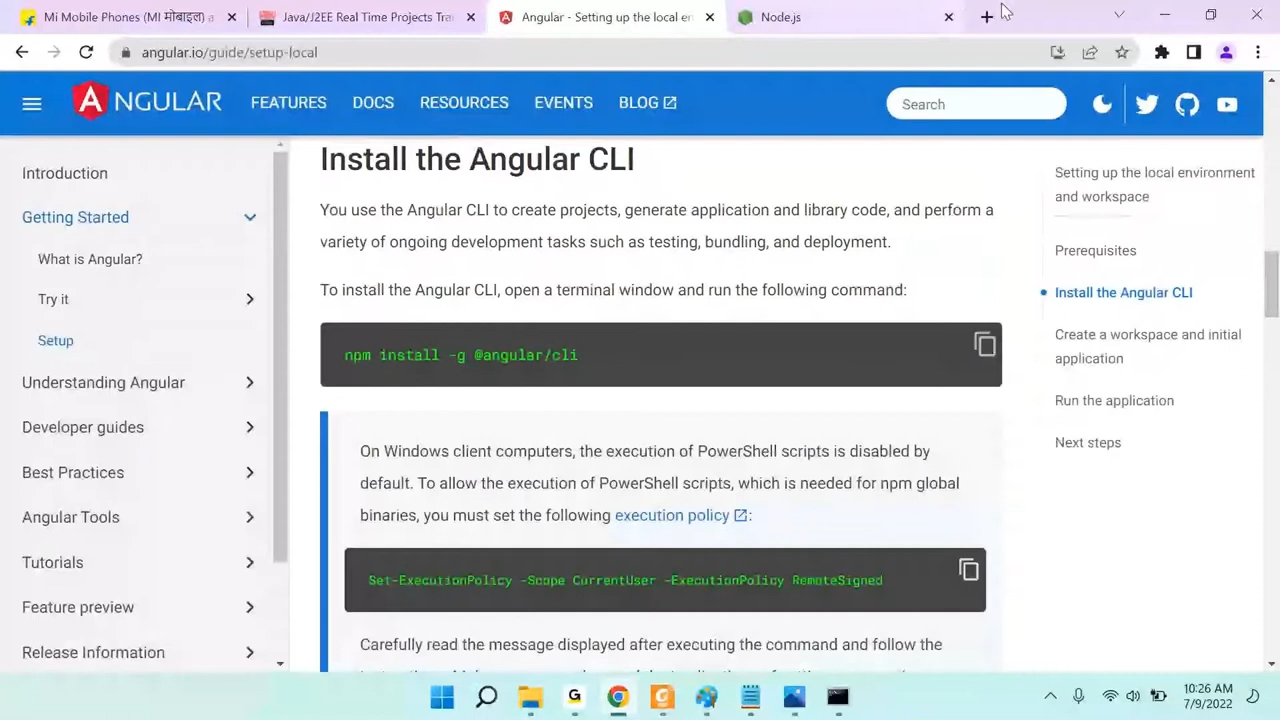 Mi Mobile Phones (MI मोबाइल) a
Java/J2EE Real Time Projects Tra
Angular - Setting up the local en
Node.js
angular.io/guide/setup-local
NGULAR
FEATURES
DOCS
RESOURCES
EVENTS
BLOG
Search
Introduction
Getting Started
What is Angular?
Try it
Setup
Understanding Angular
Developer guides
Best Practices
Angular Tools
Tutorials
Feature preview
Release Information
Install the Angular CLI
You use the Angular CLI to create projects, generate application and library code, and perform a
variety of ongoing development tasks such as testing, bundling, and deployment.
To install the Angular CLI, open a terminal window and run the following command:
npm install -g @angular/cli
On Windows client computers, the execution of PowerShell scripts is disabled by
default. To allow the execution of PowerShell scripts, which is needed for npm global
binaries, you must set the following execution policy:
Set-ExecutionPolicy -Scope CurrentUser -ExecutionPolicy RemoteSigned
Carefully read the message displayed after executing the command and follow the
Setting up the local environment
and workspace
Prerequisites
Install the Angular CLI
Create a workspace and initial
application
Run the application
Next steps
10:26 AM
7/9/2022